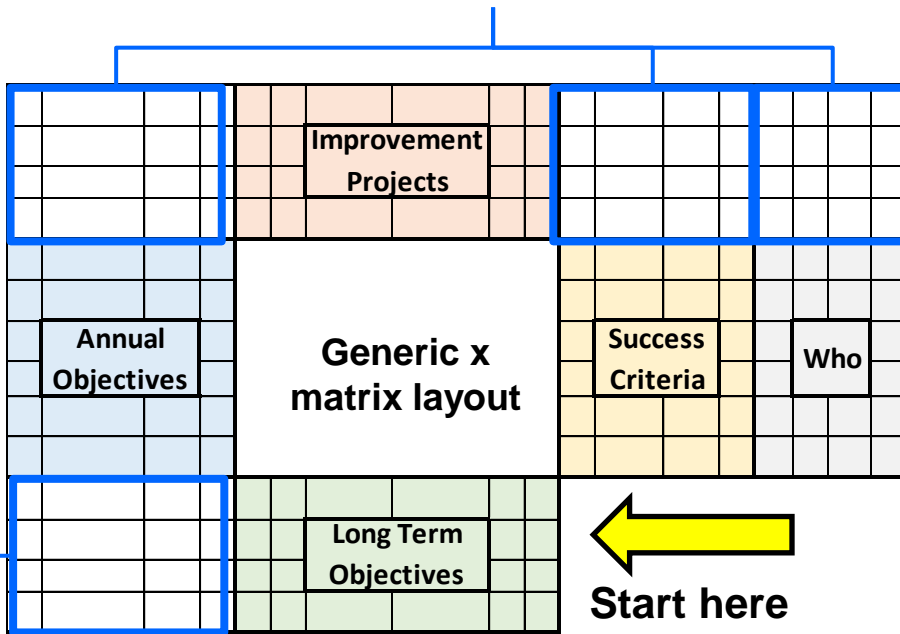 Improvement
Projects
Annual
Objectives
Generic x
matrix layout
Success
Criteria
Who
Long Term
Objectives
Start here